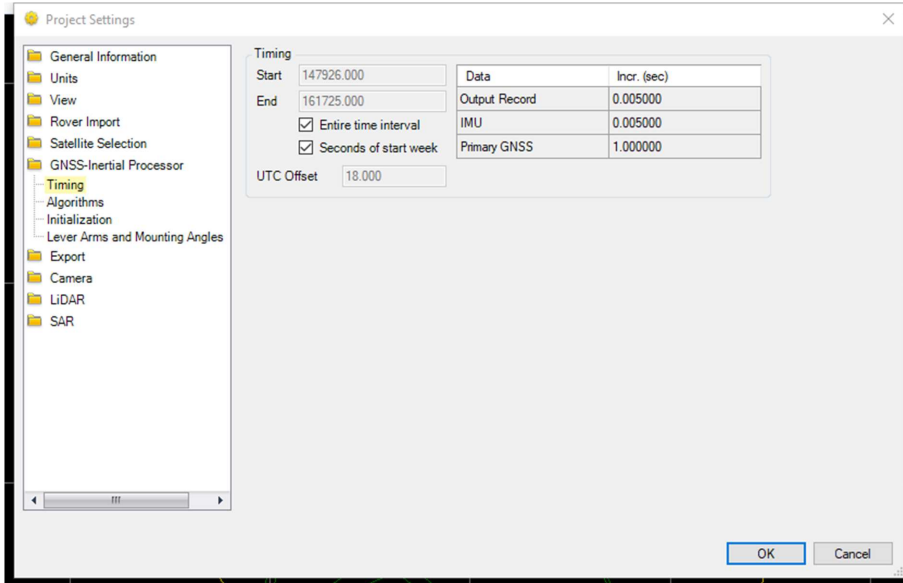 Project Settings
General Information
Units
View
Rover Import
Satellite Selection
GNSS-Inertial Processor
Timing
Algorithms
Initialization
Lever Arms and Mounting Angles
Export
Camera
LiDAR
SAR
Timing
Start 147926.000
End 161725.000
Entire time interval
Seconds of start week
UTC Offset 18.000
Data Incr. (sec)
Output Record 0.005000
IMU 0.005000
Primary GNSS 1.000000
OK Cancel